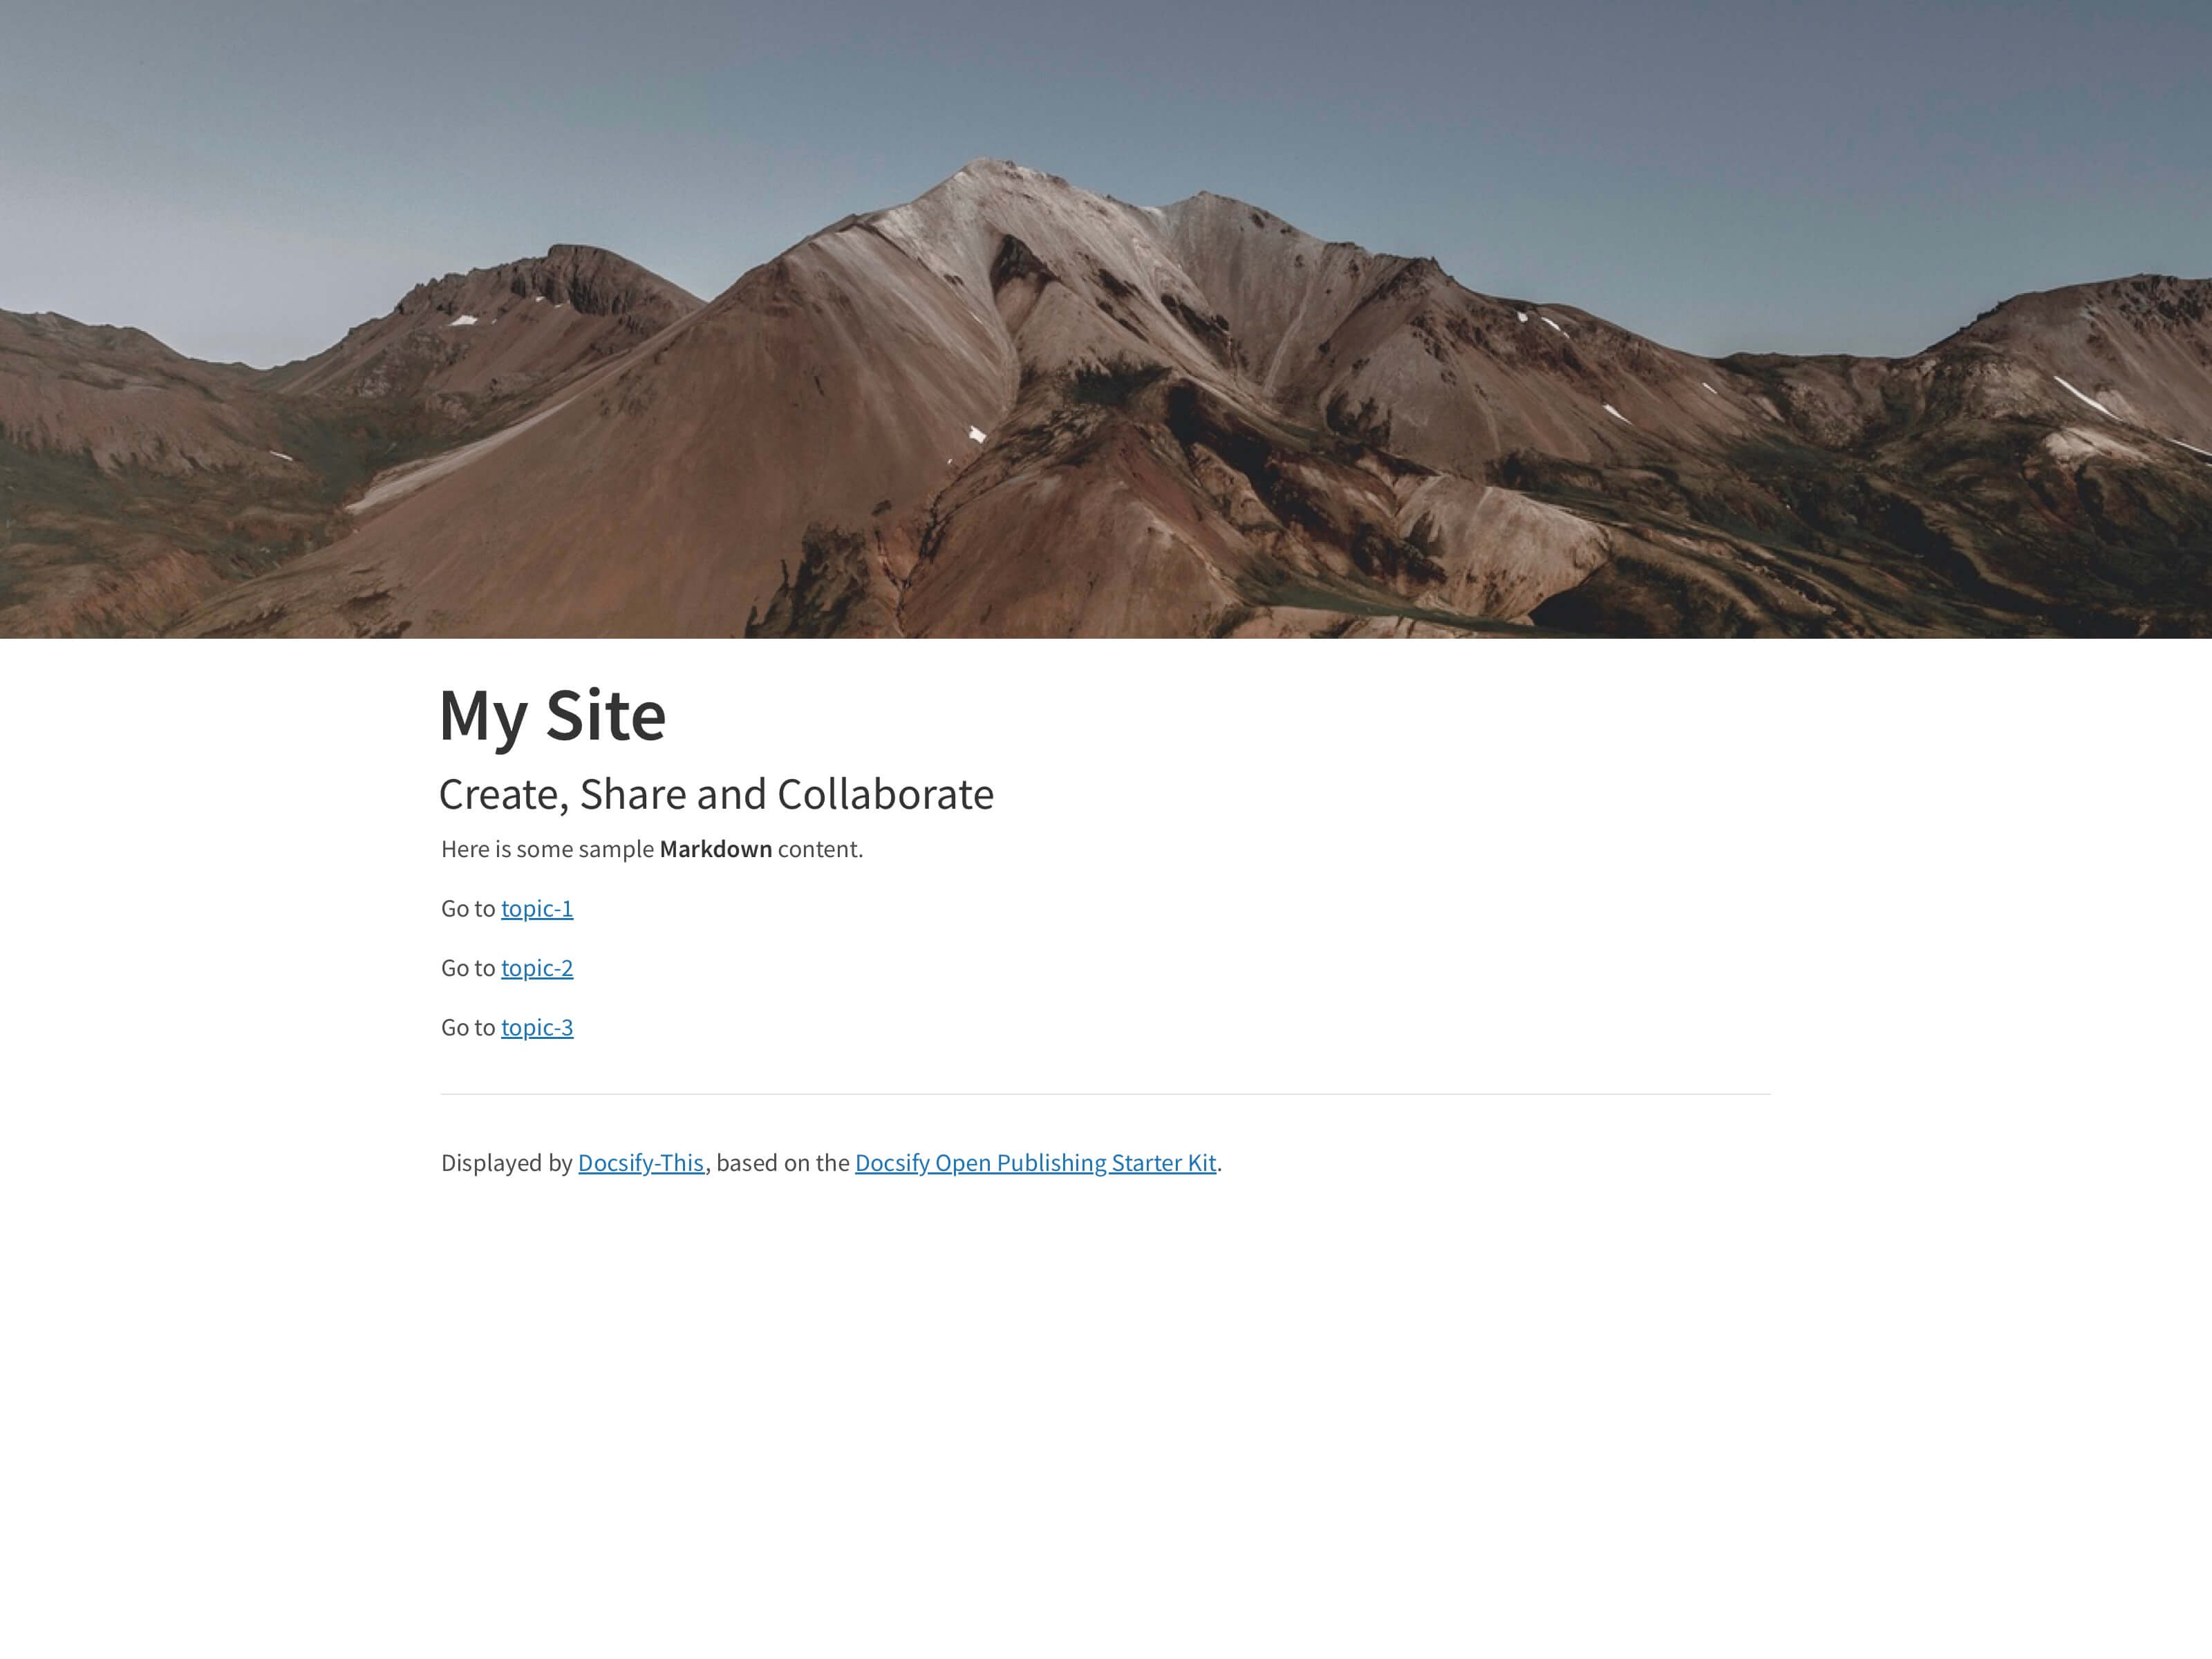 My Site
Create, Share and Collaborate
Here is some sample Markdown content.
Go to topic-1
Go to topic-2
Go to topic-3
Displayed by Docsify-This, based on the Docsify Open Publishing Starter Kit.